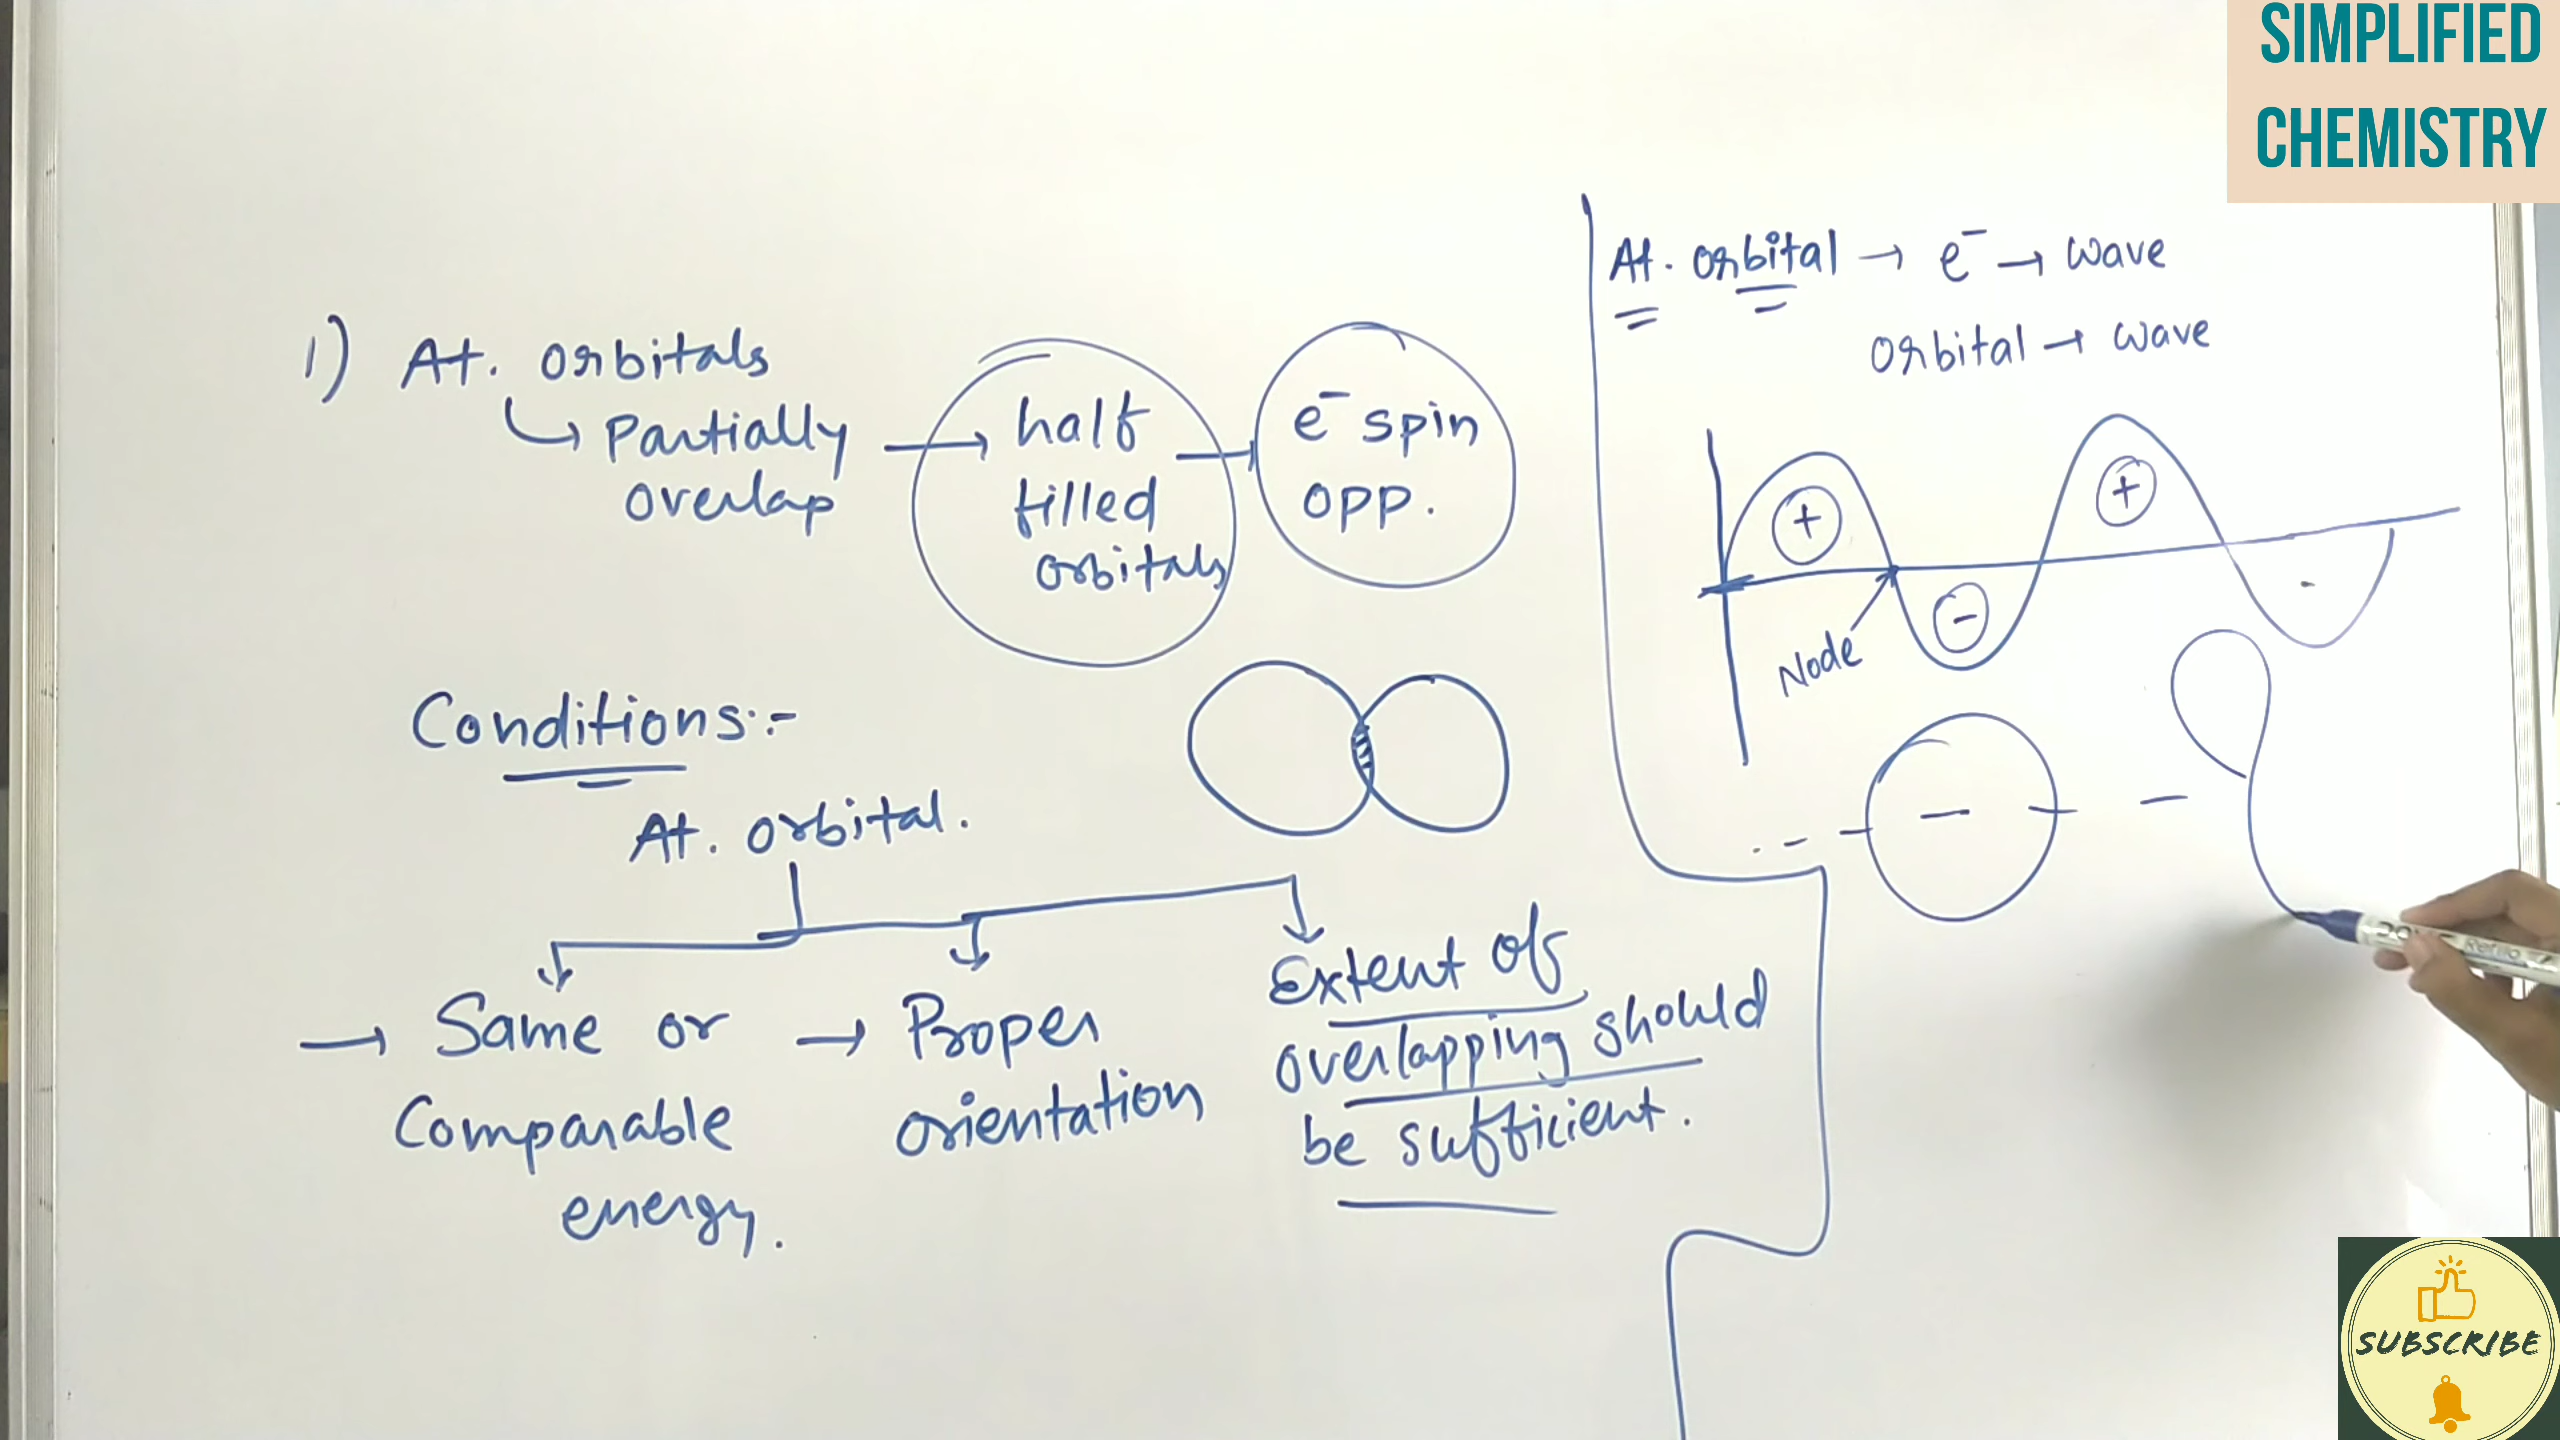 SIMPLIFIED
CHEMISTRY
1) At. orbitals
Partially → half
overlap
filled
orbitals
e⁻ spin
opp.
Conditions:-
At. orbital.
→ Same or
Comparable
energy.
→ Proper
orientation
Extent of
overlapping should
be sufficient.
At. orbital → e⁻ → wave
orbital → wave
+
-
+
-
Node
-
SUBSCRIBE